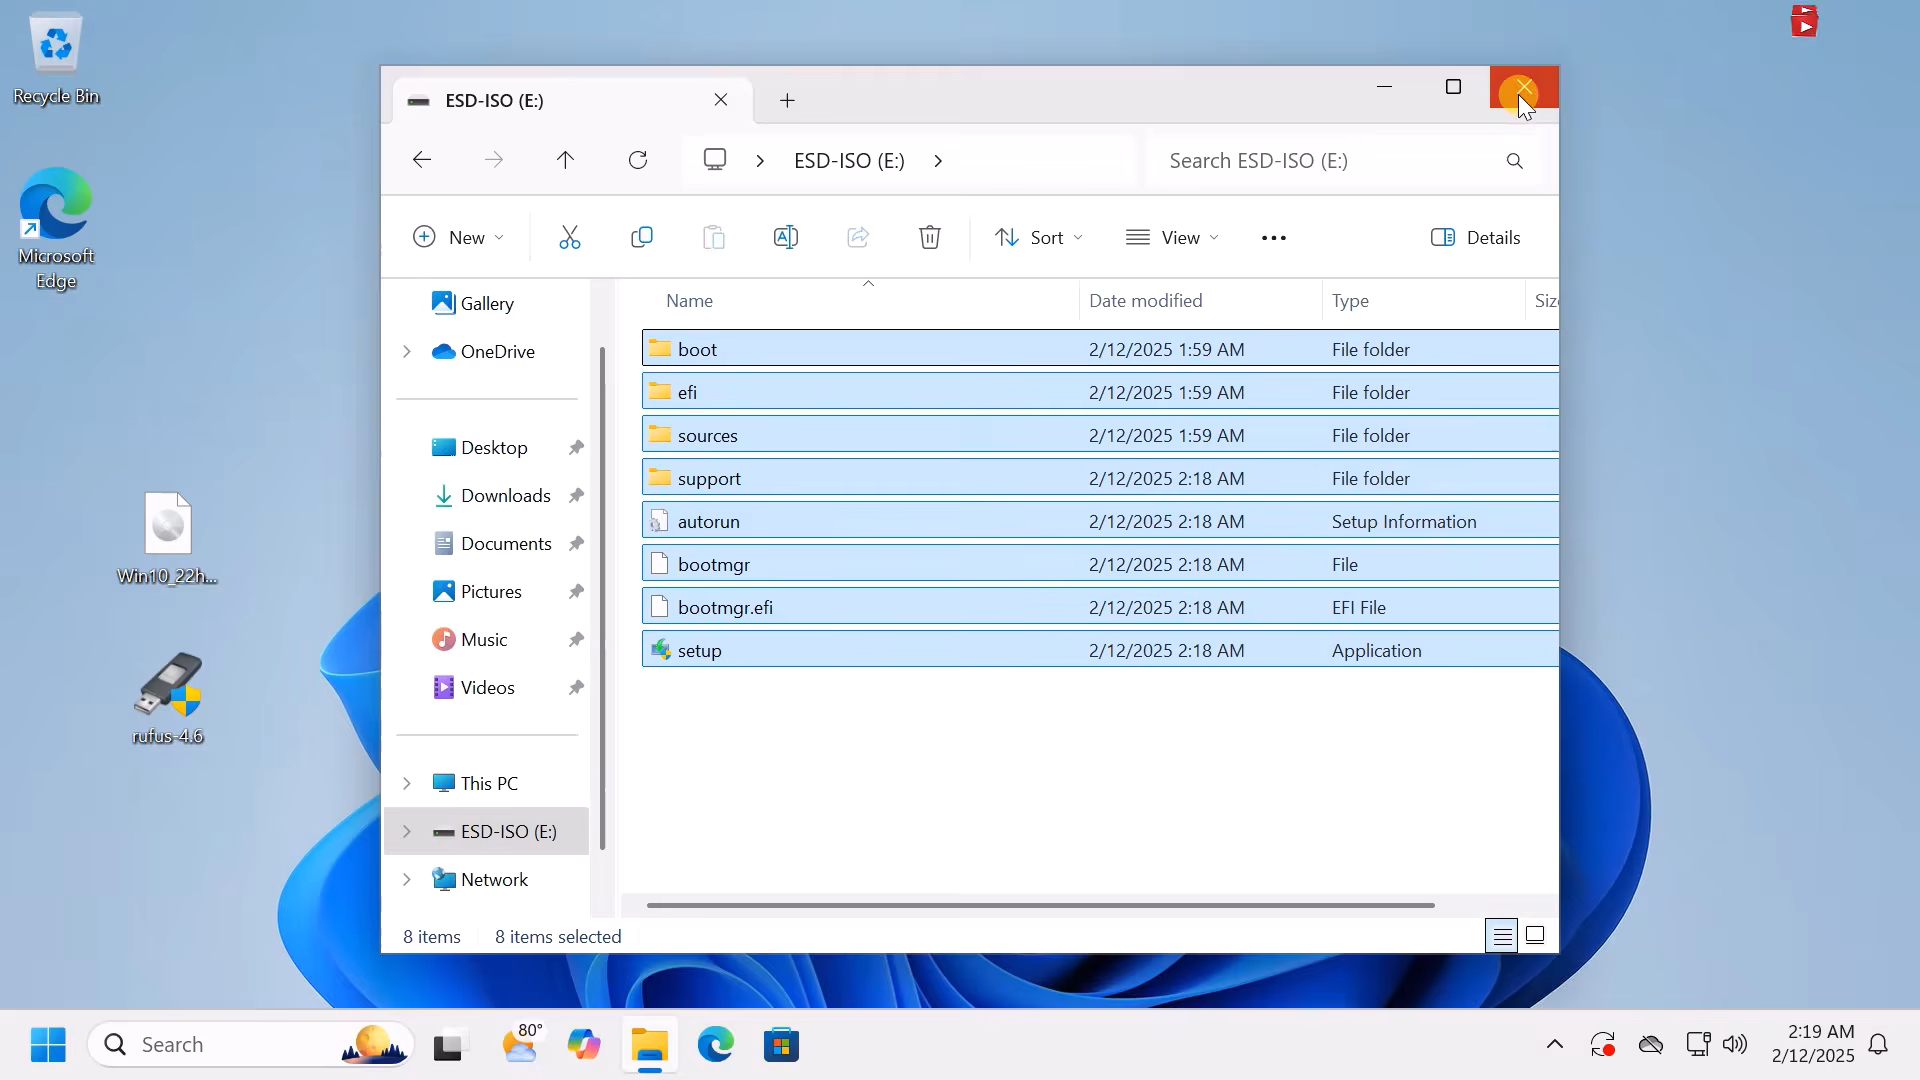 Recycle Bin
Microsoft
Edge
Win10_22h...
rufus-4.6
ESD-ISO (E:)
ESD-ISO (E:)
Search ESD-ISO (E:)
New
Sort
View
Details
Gallery
OneDrive
Desktop
Downloads
Documents
Pictures
Music
Videos
This PC
ESD-ISO (E:)
Network
Name Date modified Type Siz
boot 2/12/2025 1:59 AM File folder
efi 2/12/2025 1:59 AM File folder
sources 2/12/2025 1:59 AM File folder
support 2/12/2025 2:18 AM File folder
autorun 2/12/2025 2:18 AM Setup Information
bootmgr 2/12/2025 2:18 AM File
bootmgr.efi 2/12/2025 2:18 AM EFI File
setup 2/12/2025 2:18 AM Application
8 items 8 items selected
Search
80°
2:19 AM
2/12/2025